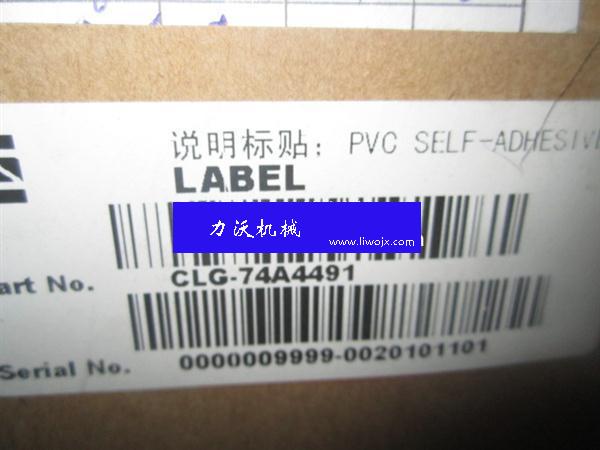 说明标贴: PVC SELF-ADHESIVE
LABEL
力沃机械
www.liwojx.com
art No. CLG-74A4491
Serial No. 0000009999-0020101101